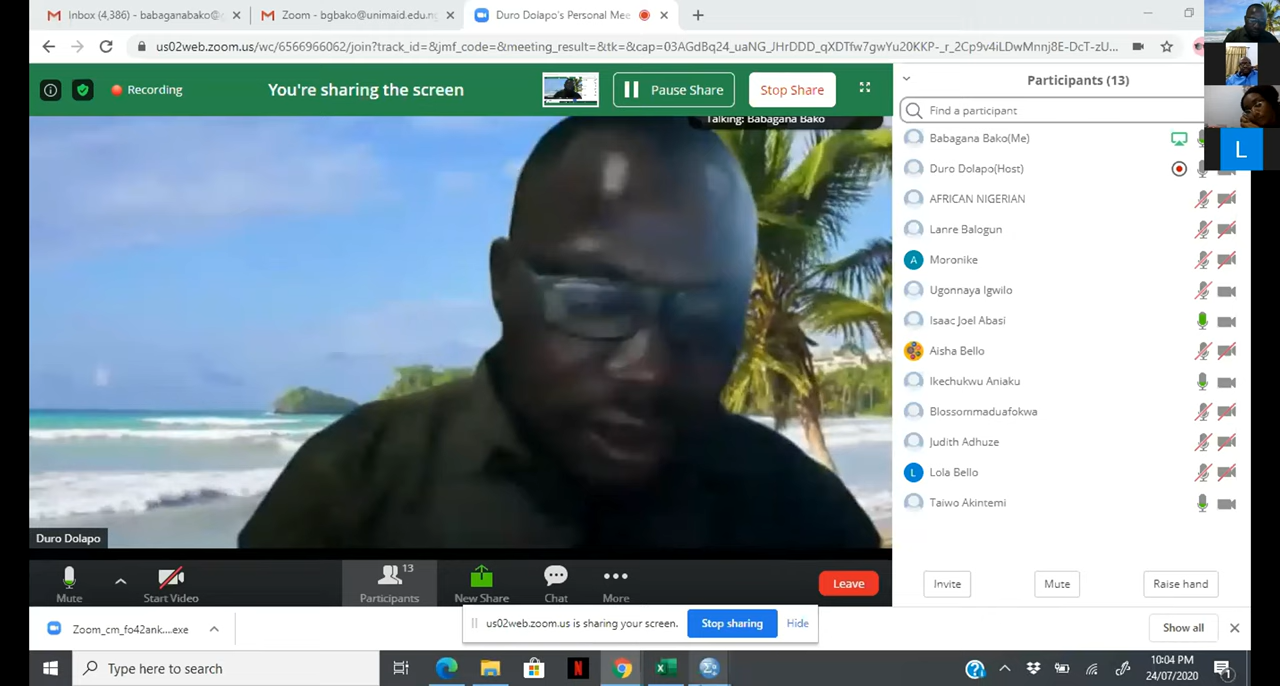 Inbox (4,386) - babaganabako@
Zoom - bgbako@unimaid.edu.n
Duro Dolapo's Personal Mee
us02web.zoom.us/wc/6566966062/join?track_id=&jmf_code=&meeting_result=&tk=&cap=03AGdBq24_uaNG_JHrDDD_qXDTfw7gwYu20KKP-_r_2Cp9v4iLDwMnnj8E-DcT-zU...
Recording
You're sharing the screen
Pause Share
Stop Share
Talking: Babagana Bako
Duro Dolapo
Participants (13)
Find a participant
Babagana Bako(Me)
Duro Dolapo(Host)
AFRICAN NIGERIAN
Lanre Balogun
A Moronike
Ugonnaya Igwilo
Isaac Joel Abasi
Aisha Bello
Ikechukwu Aniaku
Blossommaduafokwa
Judith Adhuze
L Lola Bello
Taiwo Akintemi
L
Invite
Mute
Raise hand
Mute
Start Video
13
Participants
New Share
Chat
More
Leave
Zoom_cm_fo42ank....exe
us02web.zoom.us is sharing your screen.
Stop sharing
Hide
Show all
Type here to search
10:04 PM
24/07/2020
1